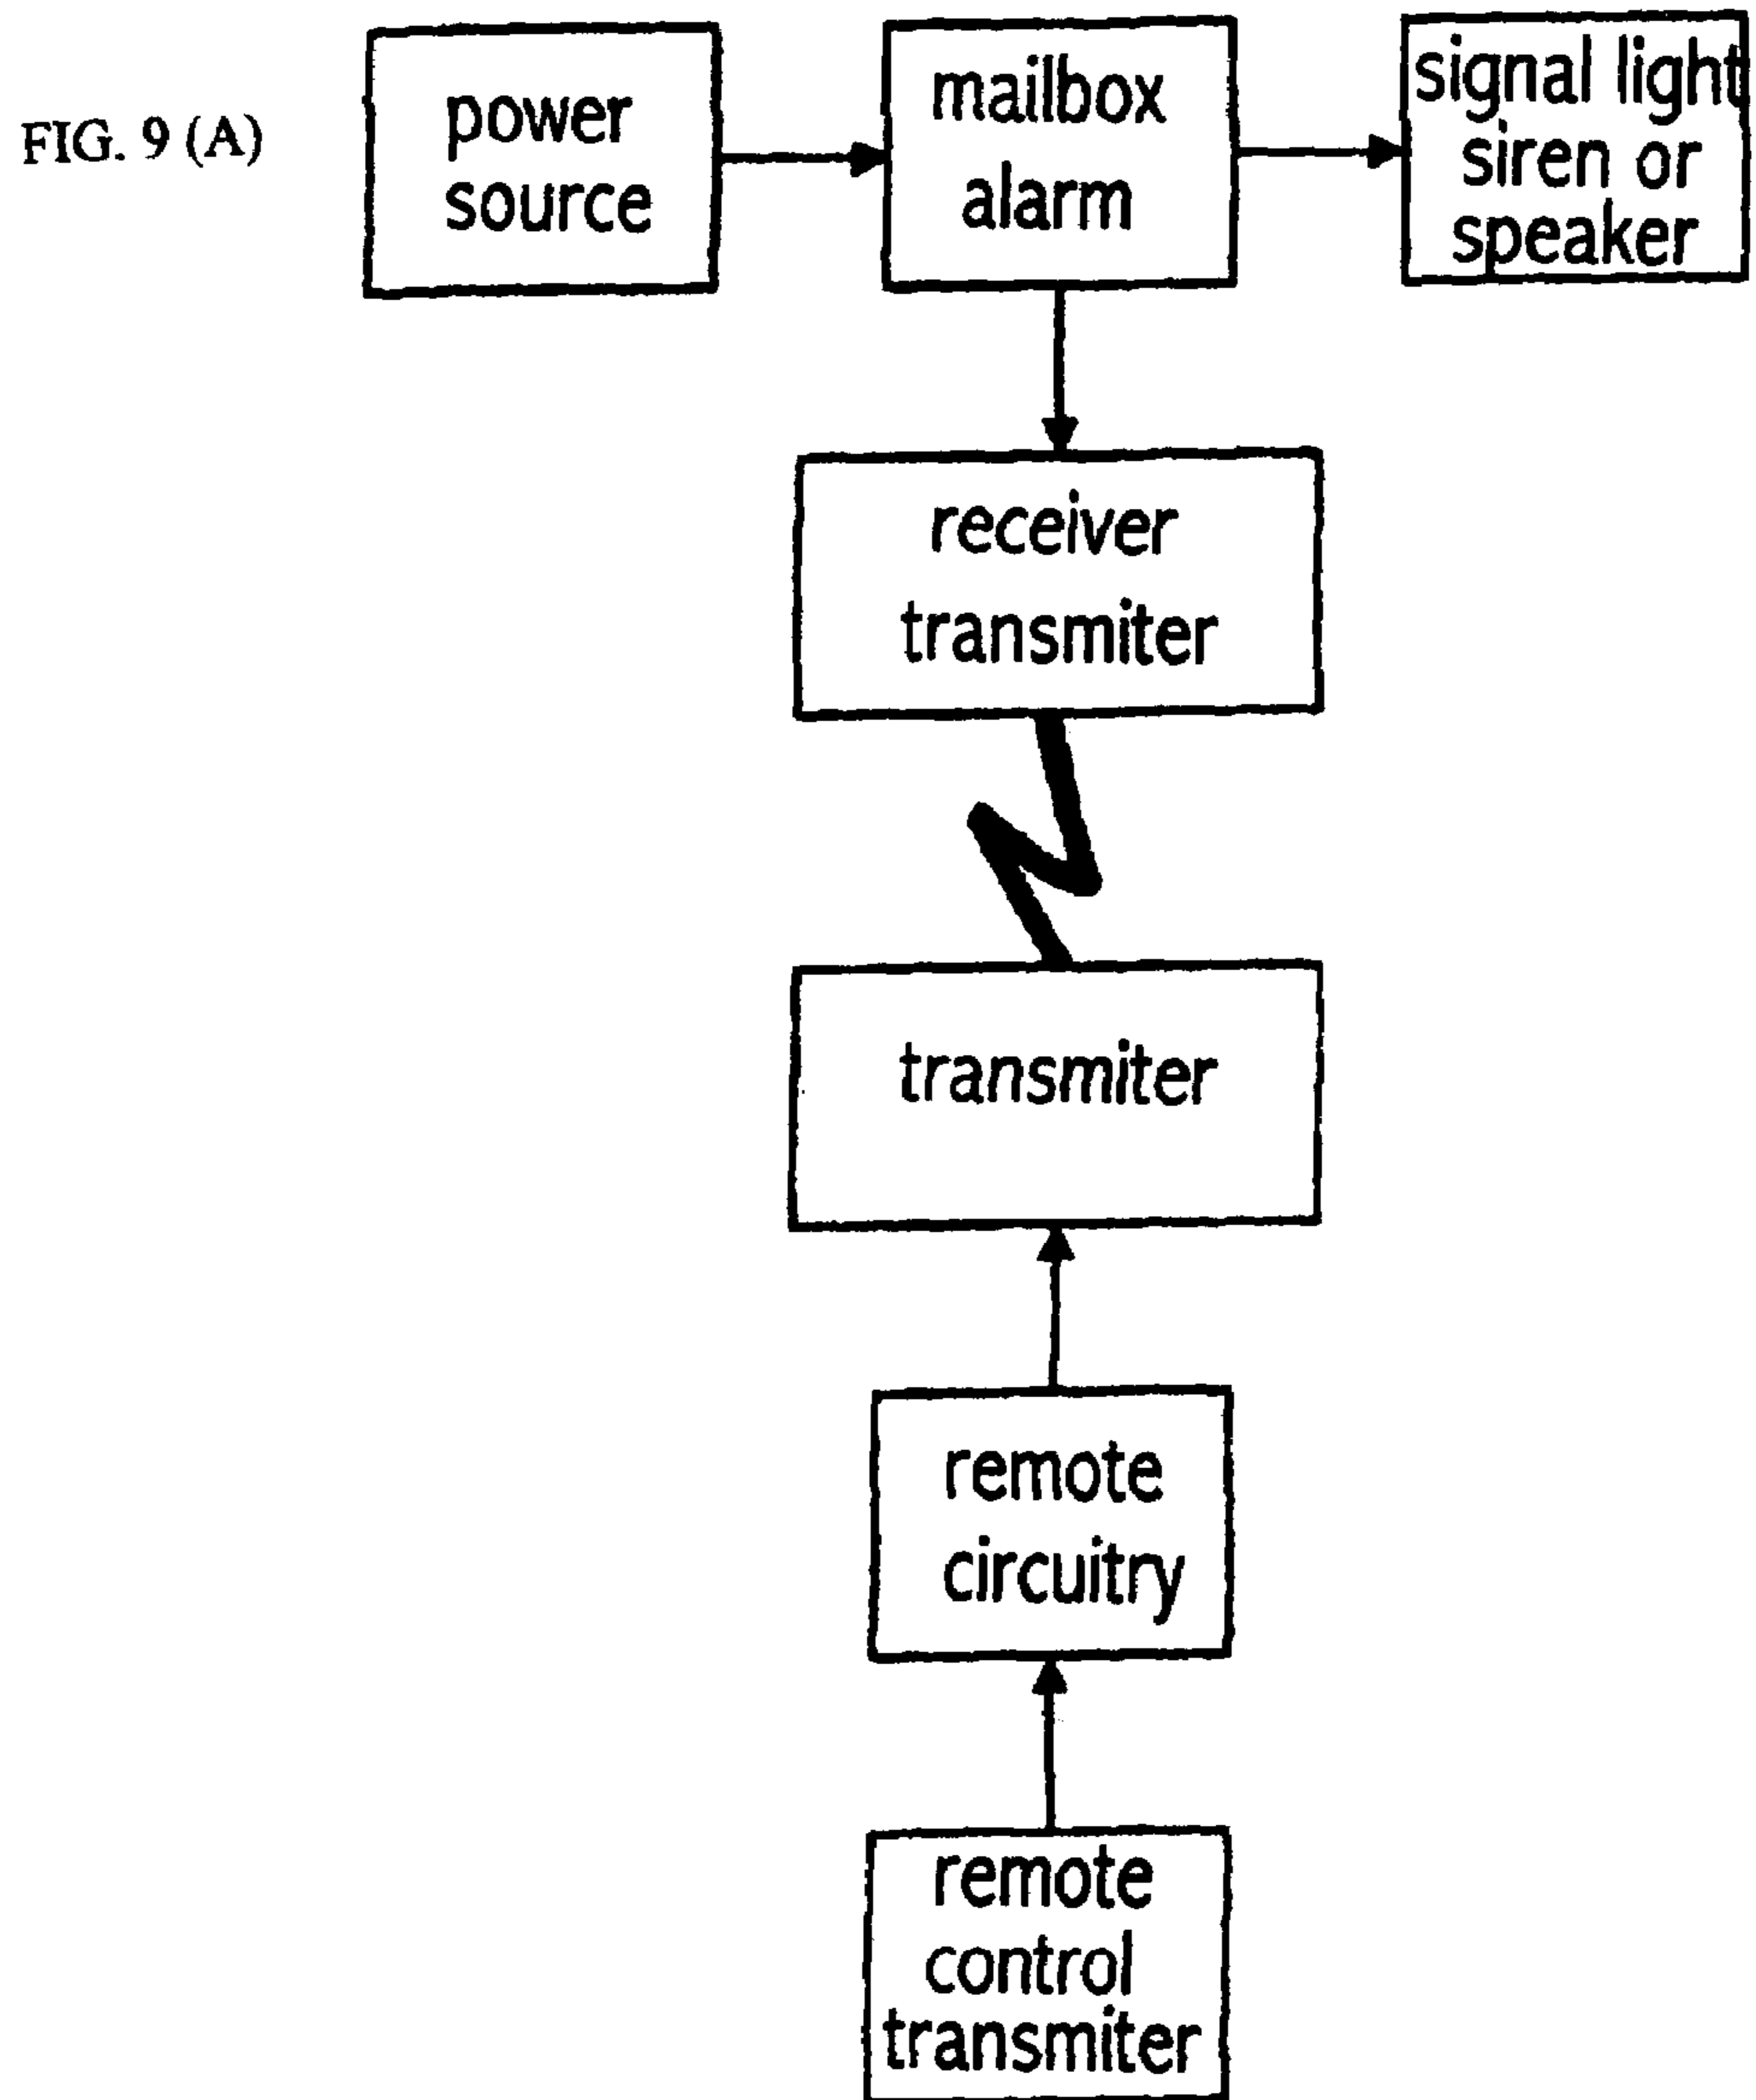 FIG. 9 (A)
power
source
mailbox
alarm
signal light
siren or
speaker
receiver
transmiter
transmiter
remote
circuitry
remote
control
transmiter